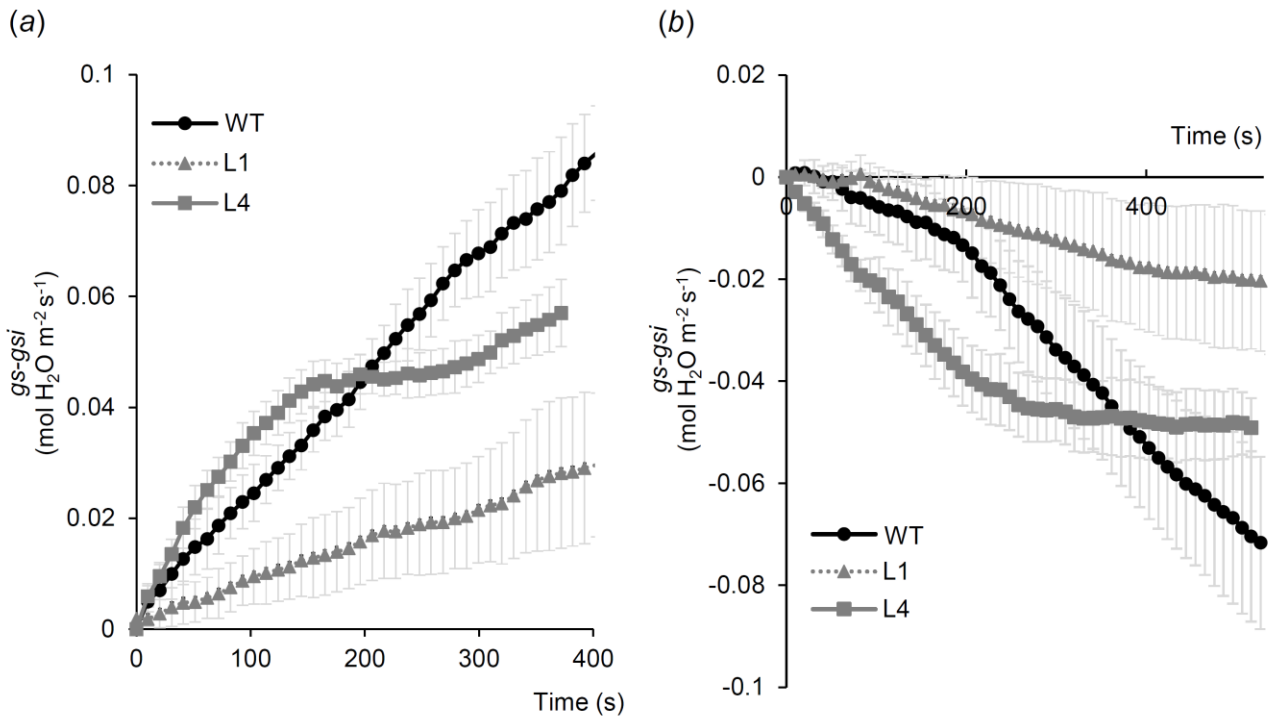 (a)
0.1
0.08
0.06
0.04
0.02
0
gs-gsi
(mol H₂O m⁻² s⁻¹)
WT
L1
L4
0 100 200 300 400
Time (s)
(b)
0.02
0
-0.02
-0.04
-0.06
-0.08
-0.1
gs-gsi
(mol H₂O m⁻² s⁻¹)
Time (s)
0 200 400
WT
L1
L4